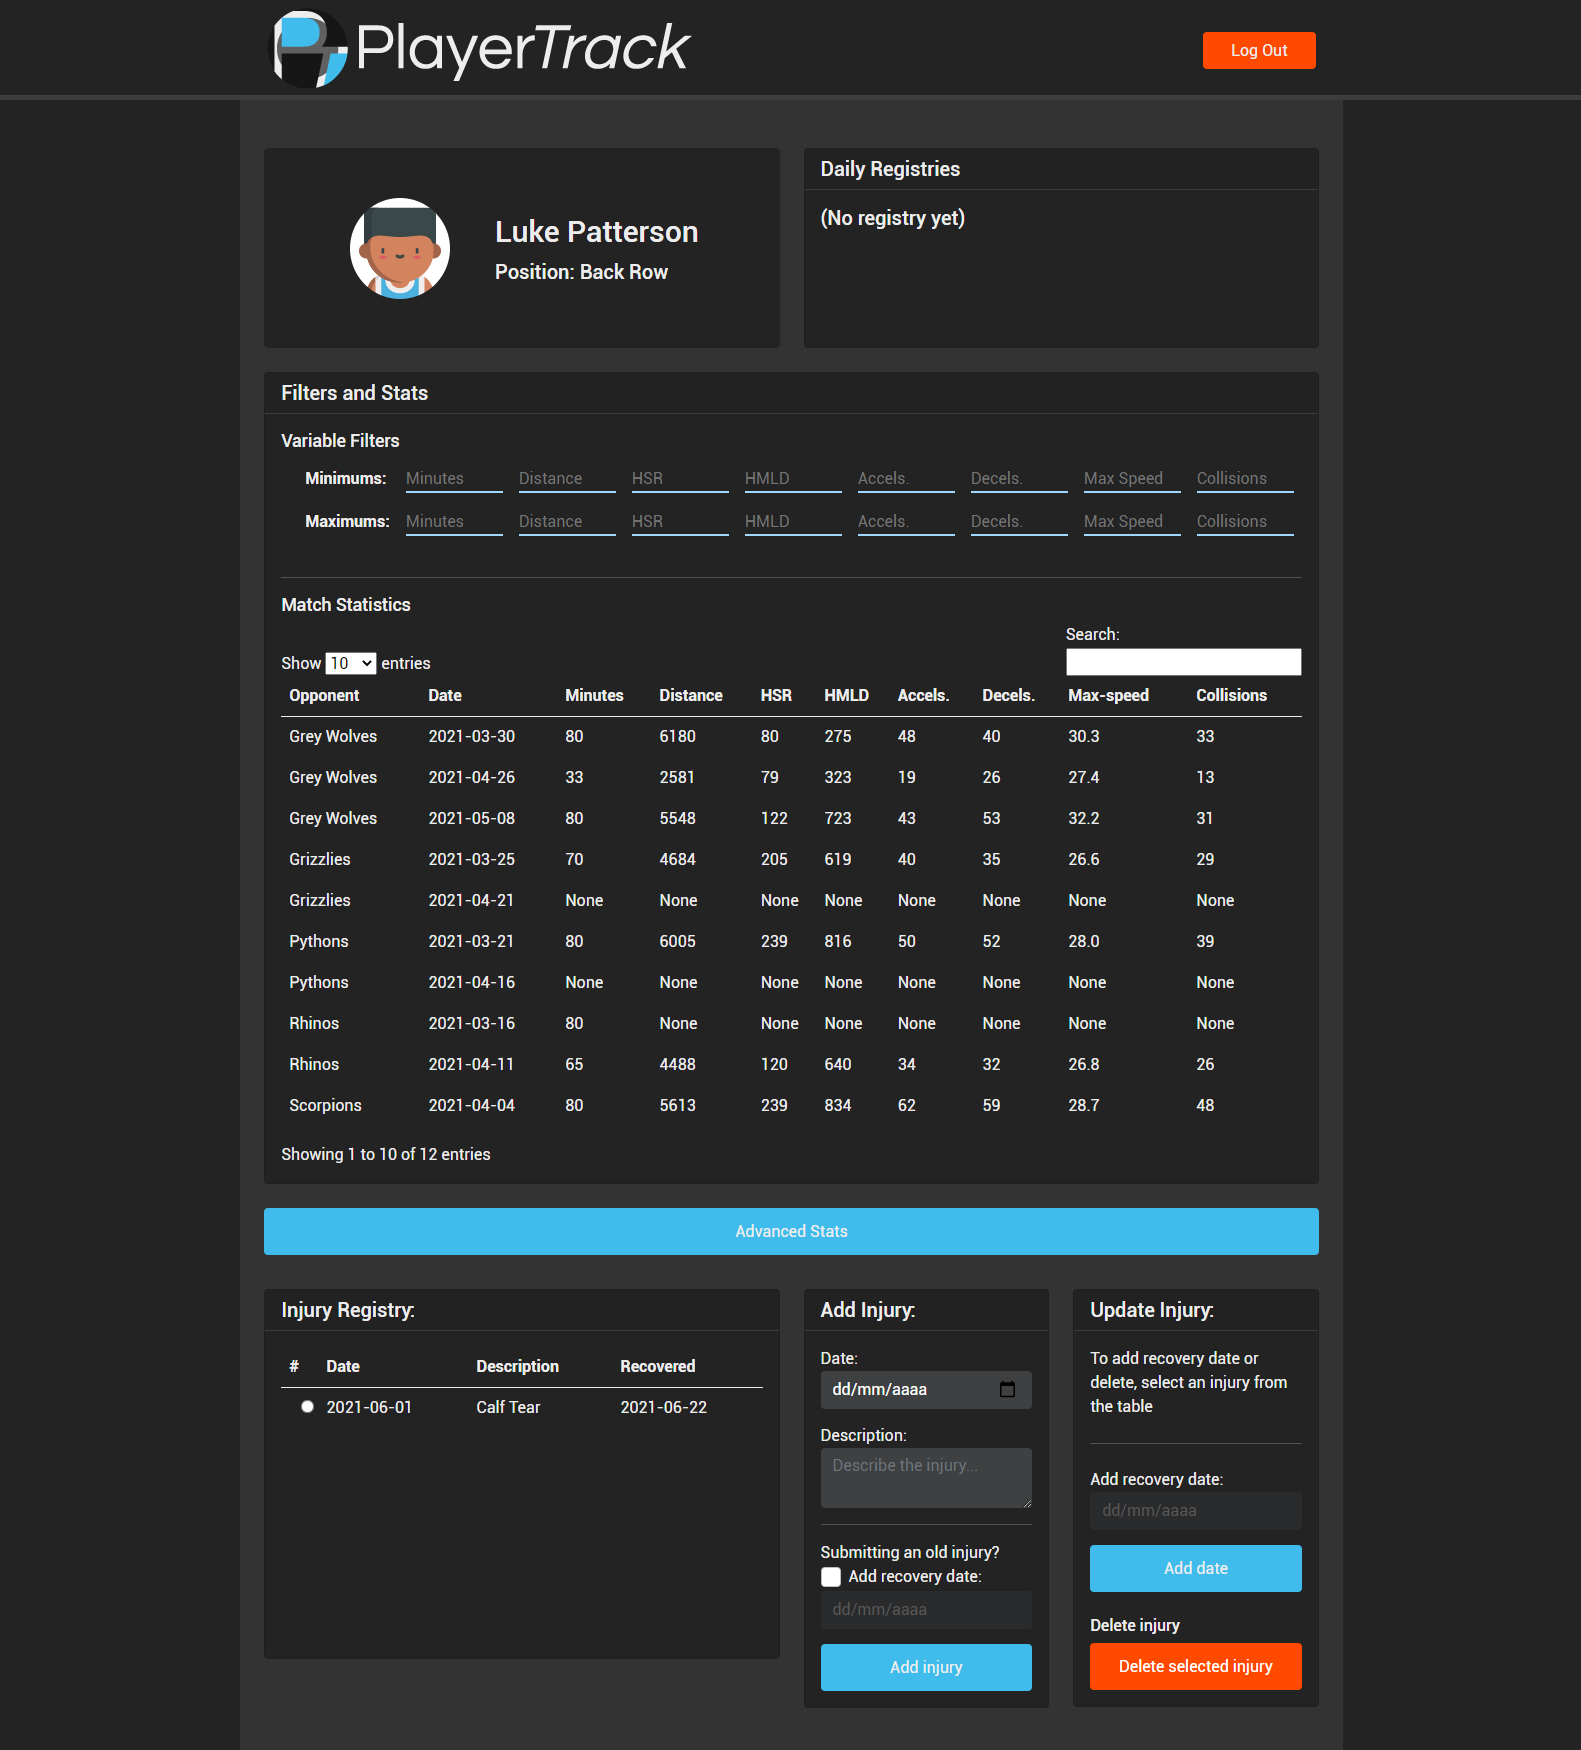 PlayerTrack
Log Out
Luke Patterson
Position: Back Row
Daily Registries
(No registry yet)
Filters and Stats
Variable Filters
Minimums: Minutes Distance HSR HMLD Accels. Decels. Max Speed Collisions
Maximums: Minutes Distance HSR HMLD Accels. Decels. Max Speed Collisions
Match Statistics
Search:
Show 10 entries
Opponent Date Minutes Distance HSR HMLD Accels. Decels. Max-speed Collisions
Grey Wolves 2021-03-30 80 6180 80 275 48 40 30.3 33
Grey Wolves 2021-04-26 33 2581 79 323 19 26 27.4 13
Grey Wolves 2021-05-08 80 5548 122 723 43 53 32.2 31
Grizzlies 2021-03-25 70 4684 205 619 40 35 26.6 29
Grizzlies 2021-04-21 None None None None None None None None
Pythons 2021-03-21 80 6005 239 816 50 52 28.0 39
Pythons 2021-04-16 None None None None None None None None
Rhinos 2021-03-16 80 None None None None None None None
Rhinos 2021-04-11 65 4488 120 640 34 32 26.8 26
Scorpions 2021-04-04 80 5613 239 834 62 59 28.7 48
Showing 1 to 10 of 12 entries
Advanced Stats
Injury Registry:
# Date Description Recovered
2021-06-01 Calf Tear 2021-06-22
Add Injury:
Date:
dd/mm/aaaa
Description:
Describe the injury...
Submitting an old injury?
Add recovery date:
dd/mm/aaaa
Add injury
Update Injury:
To add recovery date or
delete, select an injury from
the table
Add recovery date:
dd/mm/aaaa
Add date
Delete injury
Delete selected injury